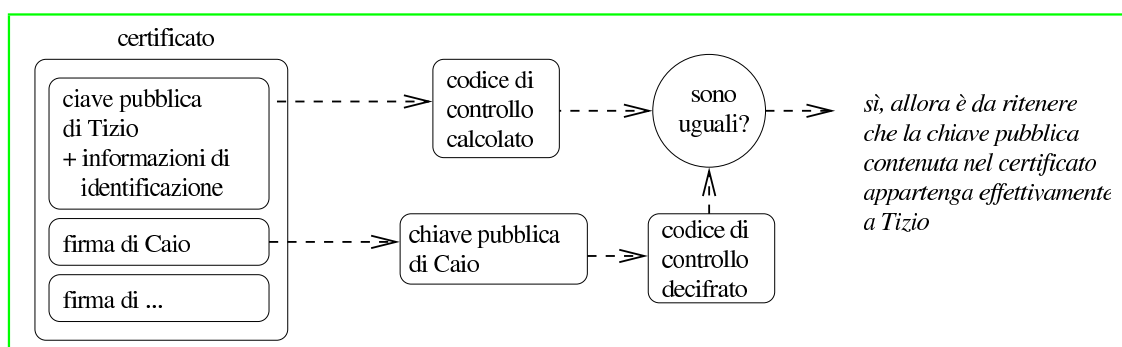 certificato
ciave pubblica
di Tizio
+ informazioni di
identificazione
firma di Caio
firma di ...
codice di
controllo
calcolato
chiave pubblica
di Caio
codice di
controllo
decifrato
sono
uguali?
sì, allora è da ritenere
che la chiave pubblica
contenuta nel certificato
appartenga effettivamente
a Tizio